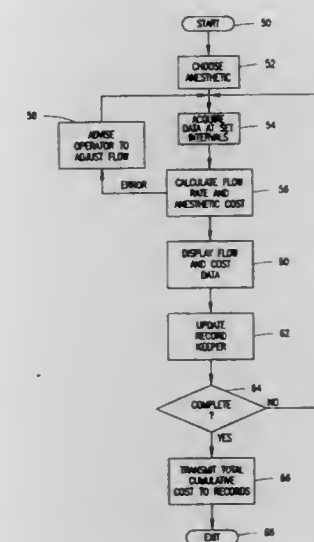 START
50
CHOOSE
ANESTHETIC
52
ACQUIRE
DATA AT SET
INTERVALS
54
58
ADVISE
OPERATOR TO
ADJUST FLOW
ERROR
CALCULATE FLOW
RATE AND
ANESTHETIC COST
56
DISPLAY FLOW
AND COST
DATA
60
UPDATE
RECORD
KEEPER
62
64
COMPLETE
?
NO
YES
TRANSMIT TOTAL
CUMULATIVE
COST TO RECORDS
66
EXIT